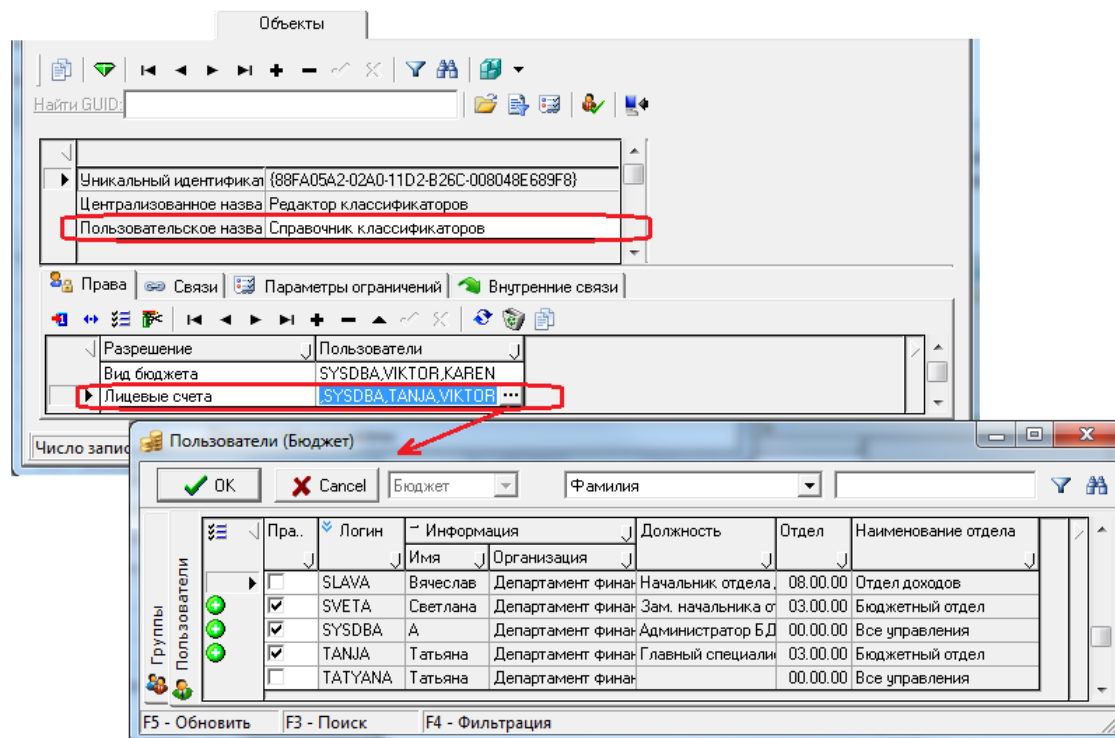 Объекты
Найти GUID:
Уникальный идентификат {88FA05A2-02A0-11D2-B26C-008048E689F8}
Централизованное назва Редактор классификаторов
Пользовательское назва Справочник классификаторов
Права Связи Параметры ограничений Внутренние связи
Разрешение Пользователи
Вид бюджета SYSDBA,VIKTOR,KAREN
Лицевые счета ,SYSDBA,TANJA,VIKTOR ...
Число запис
Пользователи (Бюджет)
OK Cancel Бюджет Фамилия
Группы
Пользователи
Пра.. Логин Информация Должность Отдел Наименование отдела
Имя Организация
SLAVA Вячеслав Департамент финан Начальник отдела, 08.00.00 Отдел доходов
SVETA Светлана Департамент финан Зам. начальника о 03.00.00 Бюджетный отдел
SYSDBA А Департамент финан Администратор БД 00.00.00 Все управления
TANJA Татьяна Департамент финан Главный специали 03.00.00 Бюджетный отдел
TATYANA Татьяна Департамент финан 00.00.00 Все управления
F5 - Обновить F3 - Поиск F4 - Фильтрация